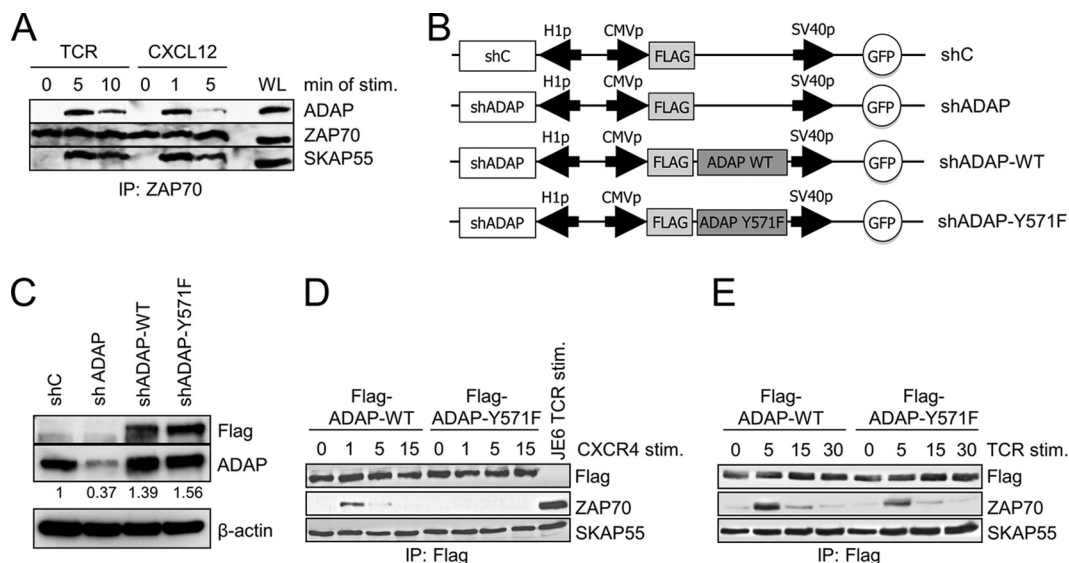 A
TCR CXCL12
0 5 10 0 1 5 WL min of stim.
ADAP
ZAP70
SKAP55
IP: ZAP70
B
H1p CMVp SV40p
shC FLAG GFP shC
H1p CMVp SV40p
shADAP FLAG GFP shADAP
H1p CMVp SV40p
shADAP FLAG ADAP WT GFP shADAP-WT
H1p CMVp SV40p
shADAP FLAG ADAP Y571F GFP shADAP-Y571F
C
shC sh ADAP shADAP-WT shADAP-Y571F
Flag
ADAP
1 0.37 1.39 1.56
β-actin
D
Flag-ADAP-WT Flag-ADAP-Y571F JE6 TCR stim.
0 1 5 15 0 1 5 15 CXCR4 stim.
Flag
ZAP70
SKAP55
IP: Flag
E
Flag-ADAP-WT Flag-ADAP-Y571F
0 5 15 30 0 5 15 30 TCR stim.
Flag
ZAP70
SKAP55
IP: Flag